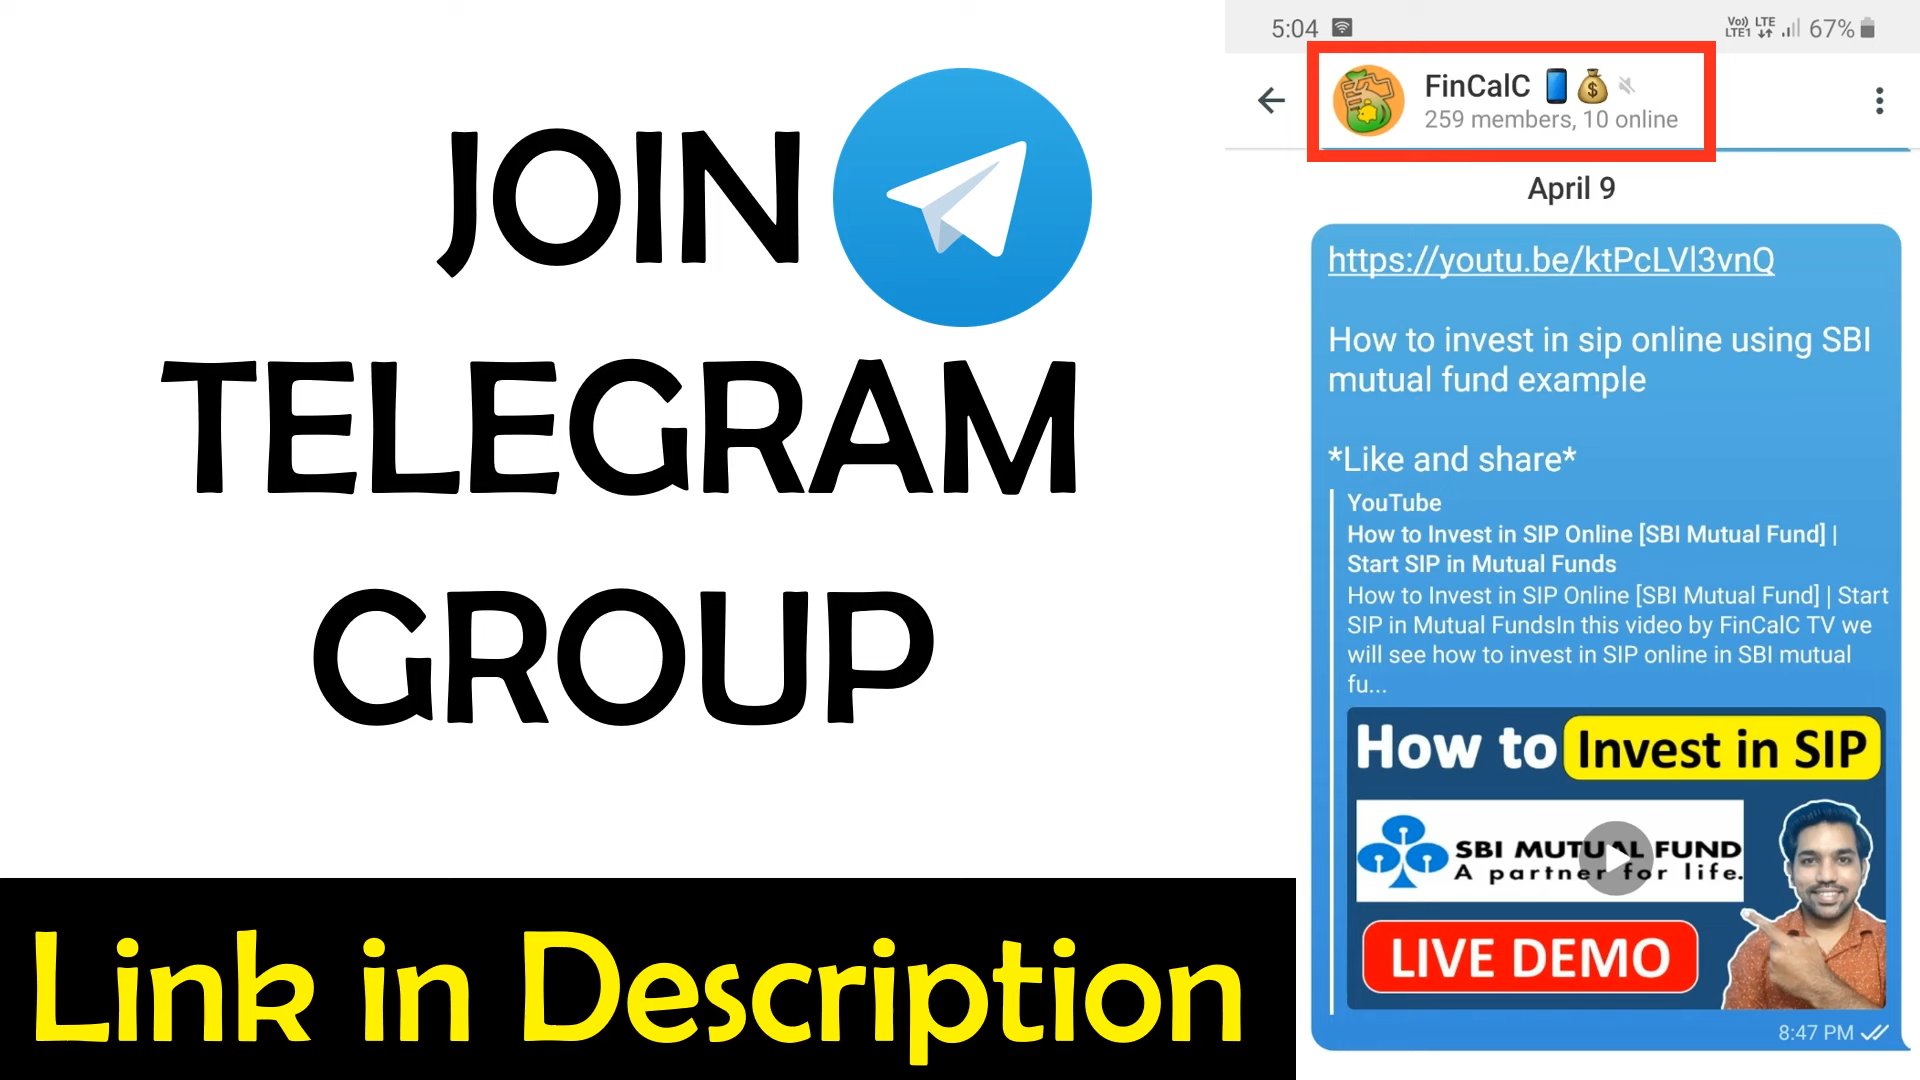 JOIN
TELEGRAM
GROUP
Link in Description
5:04
Vo)) LTE
LTE1
67%
FinCalC
259 members, 10 online
April 9
https://youtu.be/ktPcLVl3vnQ
How to invest in sip online using SBI
mutual fund example
*Like and share*
YouTube
How to Invest in SIP Online [SBI Mutual Fund] |
Start SIP in Mutual Funds
How to Invest in SIP Online [SBI Mutual Fund] | Start
SIP in Mutual FundsIn this video by FinCalC TV we
will see how to invest in SIP online in SBI mutual
fu...
How to Invest in SIP
SBI MUTUAL FUND
A partner for life.
LIVE DEMO
8:47 PM